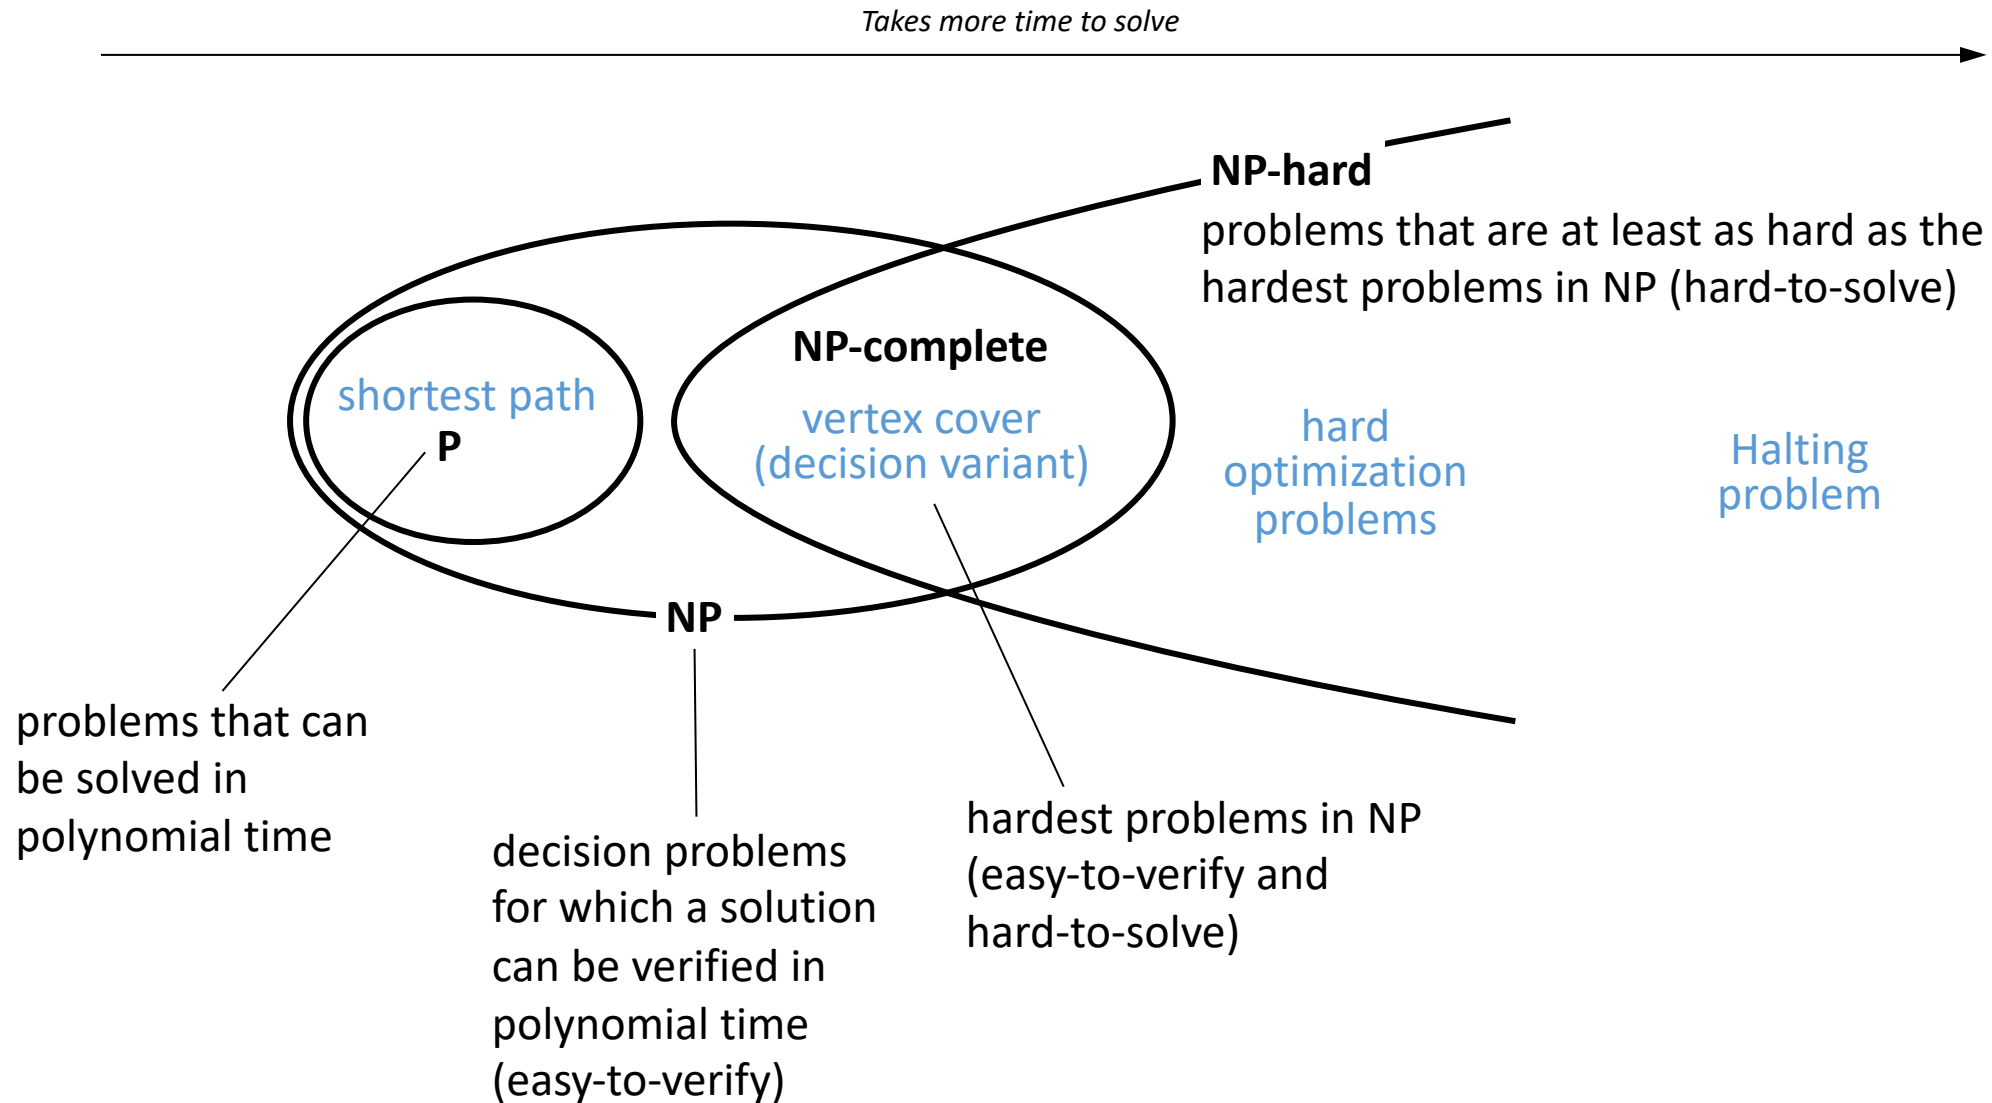 Takes more time to solve
NP-hard
problems that are at least as hard as the
hardest problems in NP (hard-to-solve)
NP-complete
vertex cover
(decision variant)
shortest path
P
hard
optimization
problems
Halting
problem
NP
problems that can
be solved in
polynomial time
decision problems
for which a solution
can be verified in
polynomial time
(easy-to-verify)
hardest problems in NP
(easy-to-verify and
hard-to-solve)